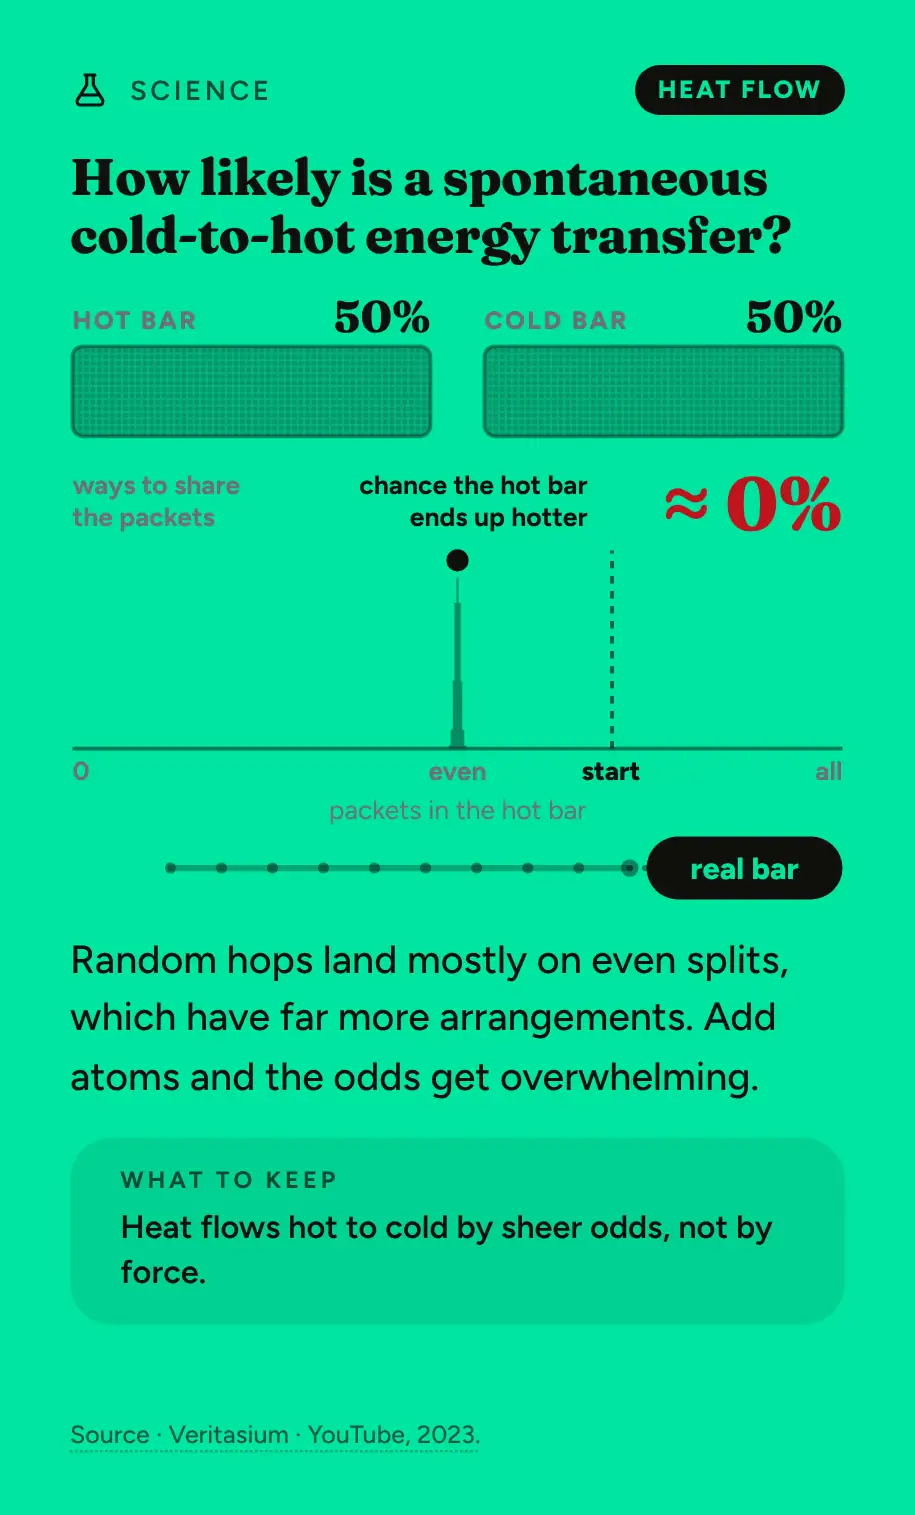 SCIENCE
HEAT FLOW
How likely is a spontaneous
cold-to-hot energy transfer?
HOT BAR 50%
COLD BAR 50%
ways to share
the packets
chance the hot bar
ends up hotter
≈ 0%
0 even start all
packets in the hot bar
real bar
Random hops land mostly on even splits,
which have far more arrangements. Add
atoms and the odds get overwhelming.
WHAT TO KEEP
Heat flows hot to cold by sheer odds, not by
force.
Source · Veritasium · YouTube, 2023.